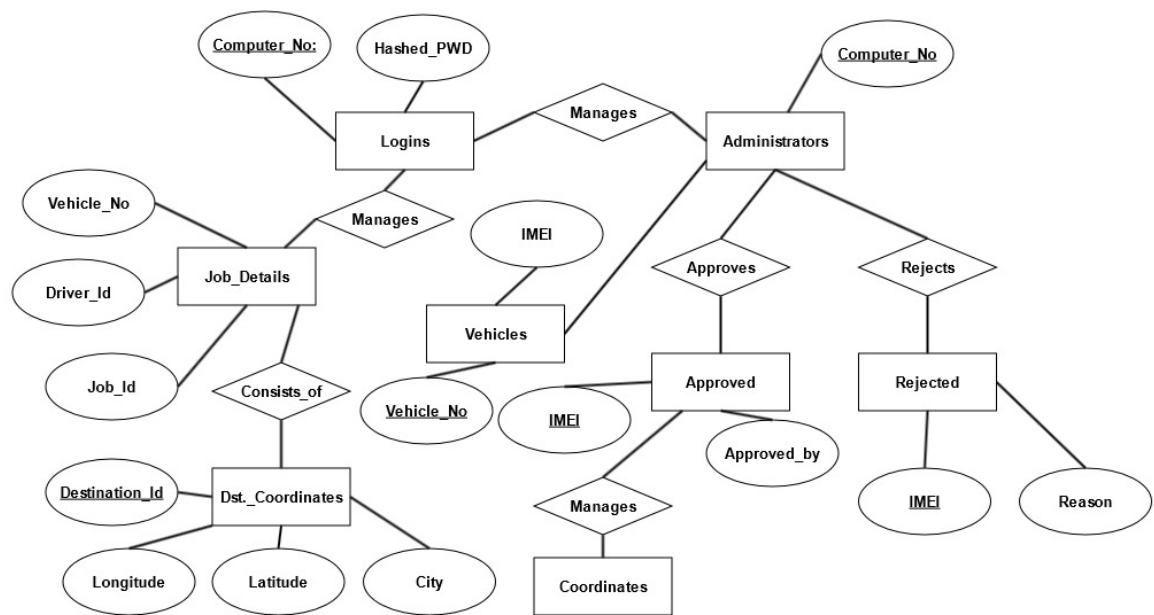 Computer_No:
Hashed_PWD
Computer_No
Manages
Logins
Administrators
Vehicle_No
Manages
IMEI
Job_Details
Approves
Rejects
Driver_Id
Vehicles
Job_Id
Consists_of
Approved
Rejected
Vehicle_No
IMEI
Approved_by
Destination_Id
Dst._Coordinates
Manages
IMEI
Reason
Longitude
Latitude
City
Coordinates